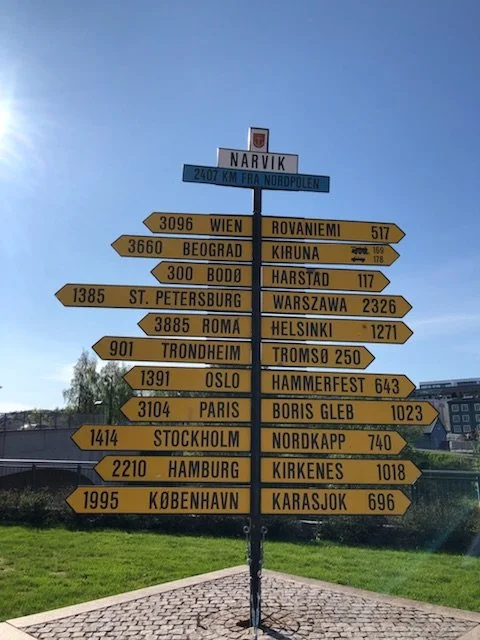 NARVIK
2407 KM FRA NORDPOLEN
3096 WIEN
ROVANIEMI 517
3660 BEOGRAD
KIRUNA 169
178
300 BODØ
HARSTAD 117
1385 ST. PETERSBURG
WARSZAWA 2326
3885 ROMA
HELSINKI 1271
901 TRONDHEIM
TROMSØ 250
1391 OSLO
HAMMERFEST 643
3104 PARIS
BORIS GLEB 1023
1414 STOCKHOLM
NORDKAPP 740
2210 HAMBURG
KIRKENES 1018
1995 KØBENHAVN
KARASJOK 696